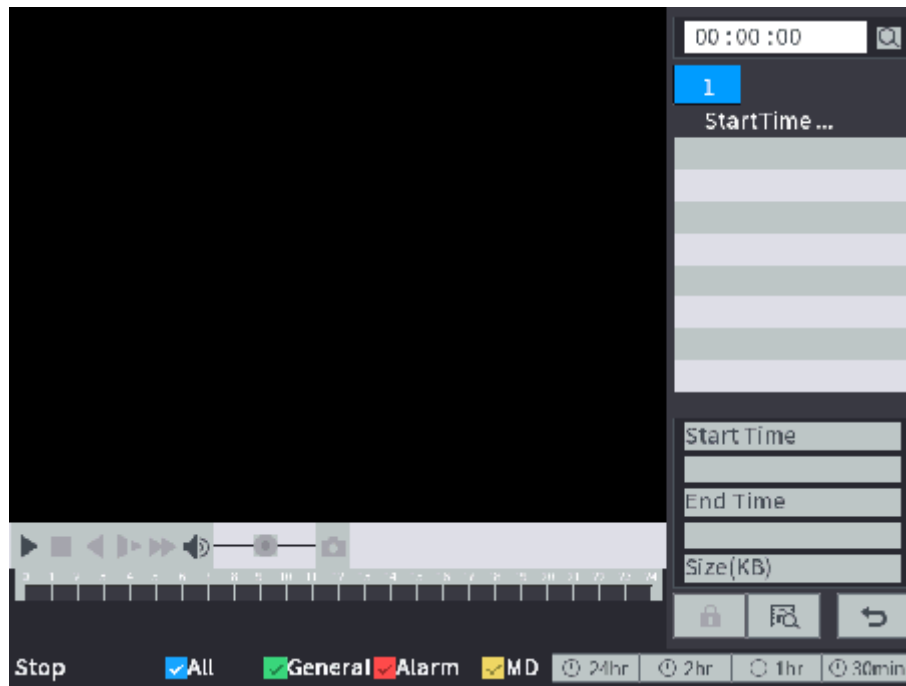 00:00:00
1
StartTime...
Start Time
End Time
Size(KB)
Stop
All
General
Alarm
MD
24hr
2hr
1hr
30min